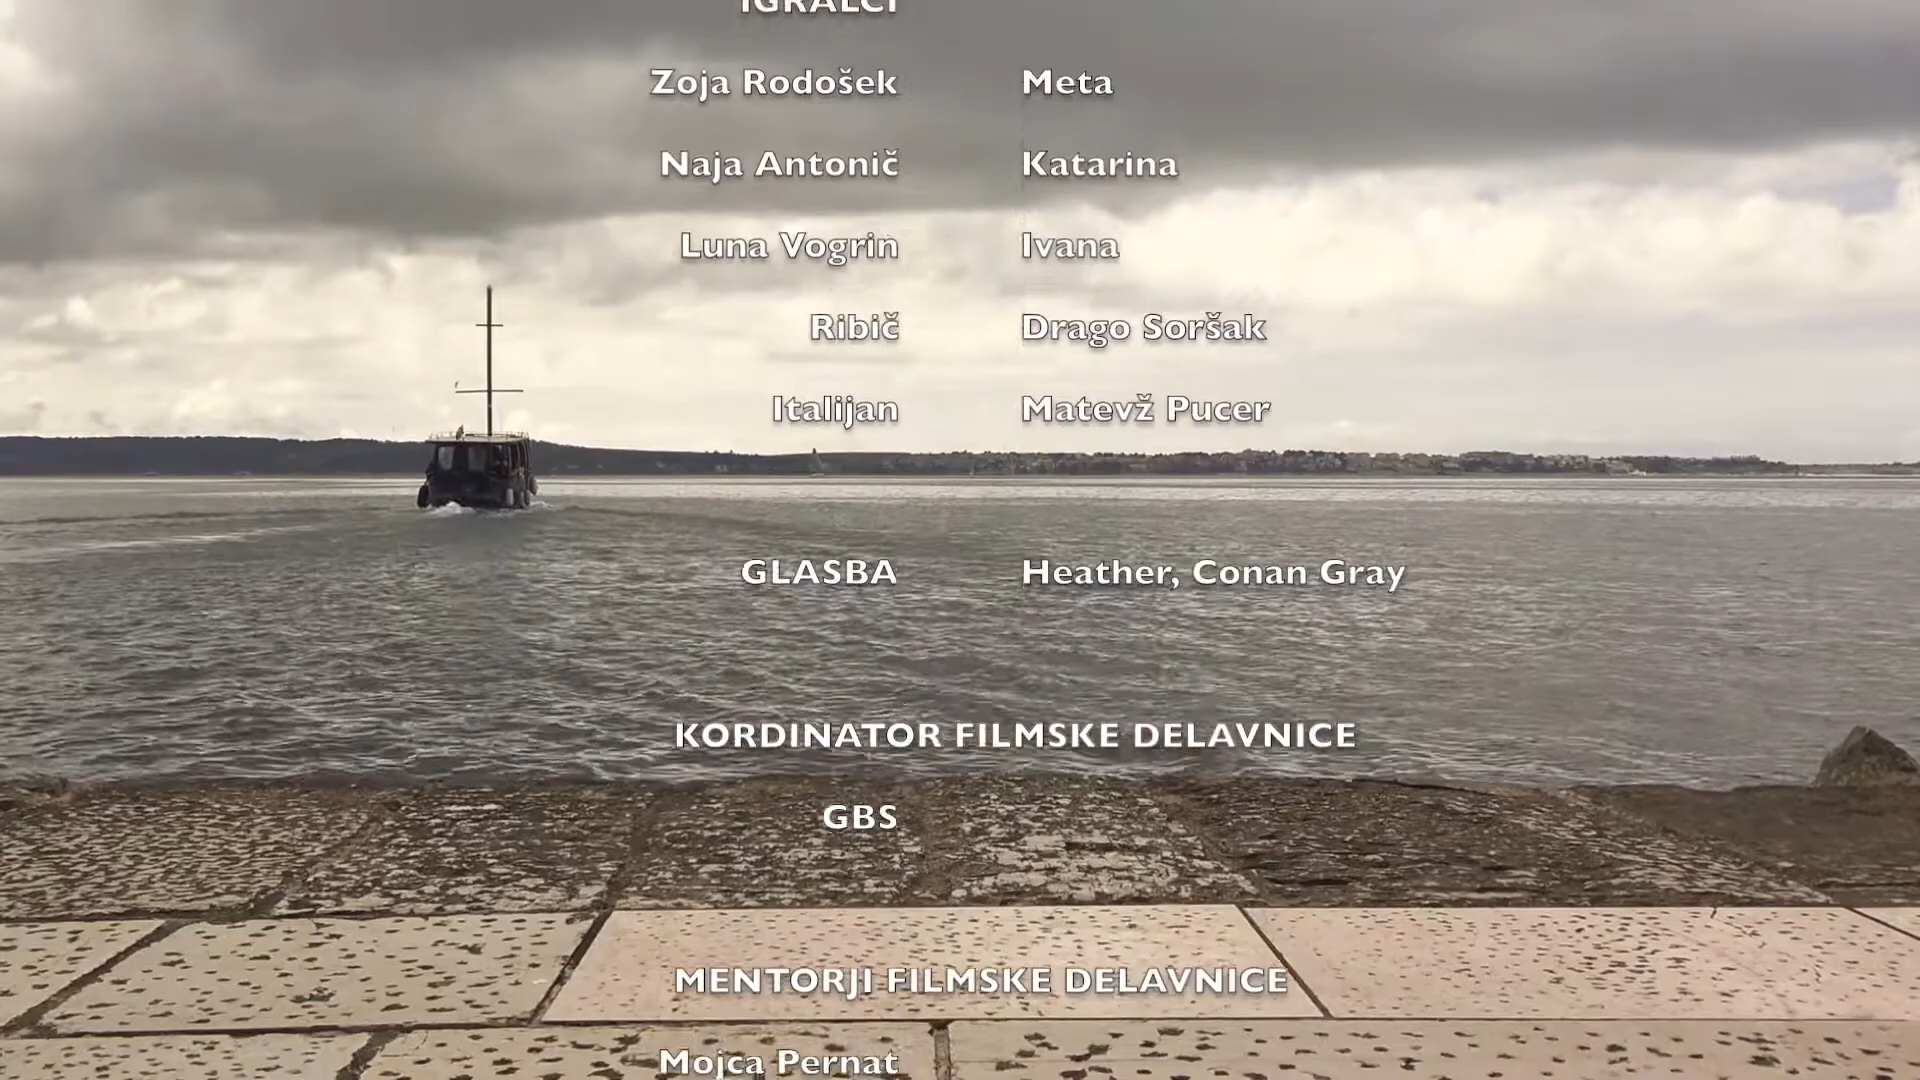 IGRALCI
Zoja Rodošek Meta
Naja Antonič Katarina
Luna Vogrin Ivana
Ribič Drago Soršak
Italijan Matevž Pucer
GLASBA Heather, Conan Gray
KORDINATOR FILMSKE DELAVNICE
GBS
MENTORJI FILMSKE DELAVNICE
Mojca Pernat